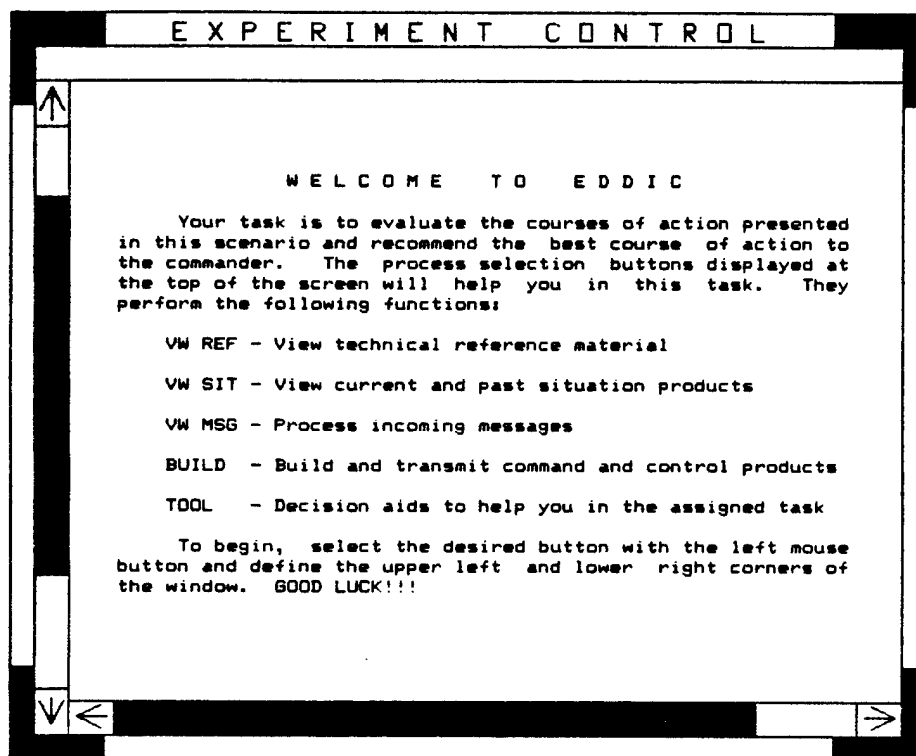 EXPERIMENT CONTROL
WELCOME TO EDDIC
Your task is to evaluate the courses of action presented
in this scenario and recommend the best course of action to
the commander. The process selection buttons displayed at
the top of the screen will help you in this task. They
perform the following functions:
VW REF - View technical reference material
VW SIT - View current and past situation products
VW MSG - Process incoming messages
BUILD - Build and transmit command and control products
TOOL - Decision aids to help you in the assigned task
To begin, select the desired button with the left mouse
button and define the upper left and lower right corners of
the window. GOOD LUCK!!!